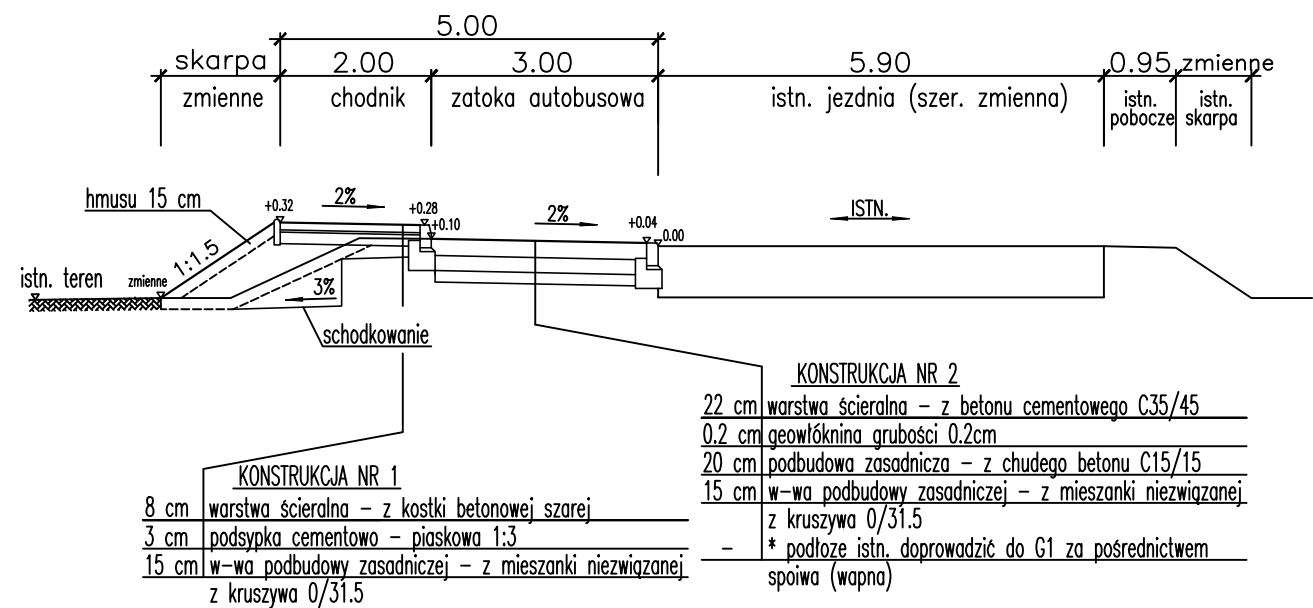 5.00
skarpa 2.00 3.00 5.90 0.95 zmienne
zmienne chodnik zatoka autobusowa istn. jezdnia (szer. zmienna) istn. pobocze istn. skarpa
hmusu 15 cm
+0.32
2%
+0.28
+0.10
2%
+0.04
0.00
ISTN.
1:1.5
istn. teren
zmienne
3%
schodkowanie
KONSTRUKCJA NR 1
8 cm warstwa ścieralna – z kostki betonowej szarej
3 cm podsypka cementowo – piaskowa 1:3
15 cm w-wa podbudowy zasadniczej – z mieszanki niezwiązanej
z kruszywa 0/31.5
KONSTRUKCJA NR 2
22 cm warstwa ścieralna – z betonu cementowego C35/45
0.2 cm geowłóknina grubości 0.2cm
20 cm podbudowa zasadnicza – z chudego betonu C15/15
15 cm w-wa podbudowy zasadniczej – z mieszanki niezwiązanej
z kruszywa 0/31.5
– * podłoze istn. doprowadzić do G1 za pośrednictwem
spoiwa (wapna)